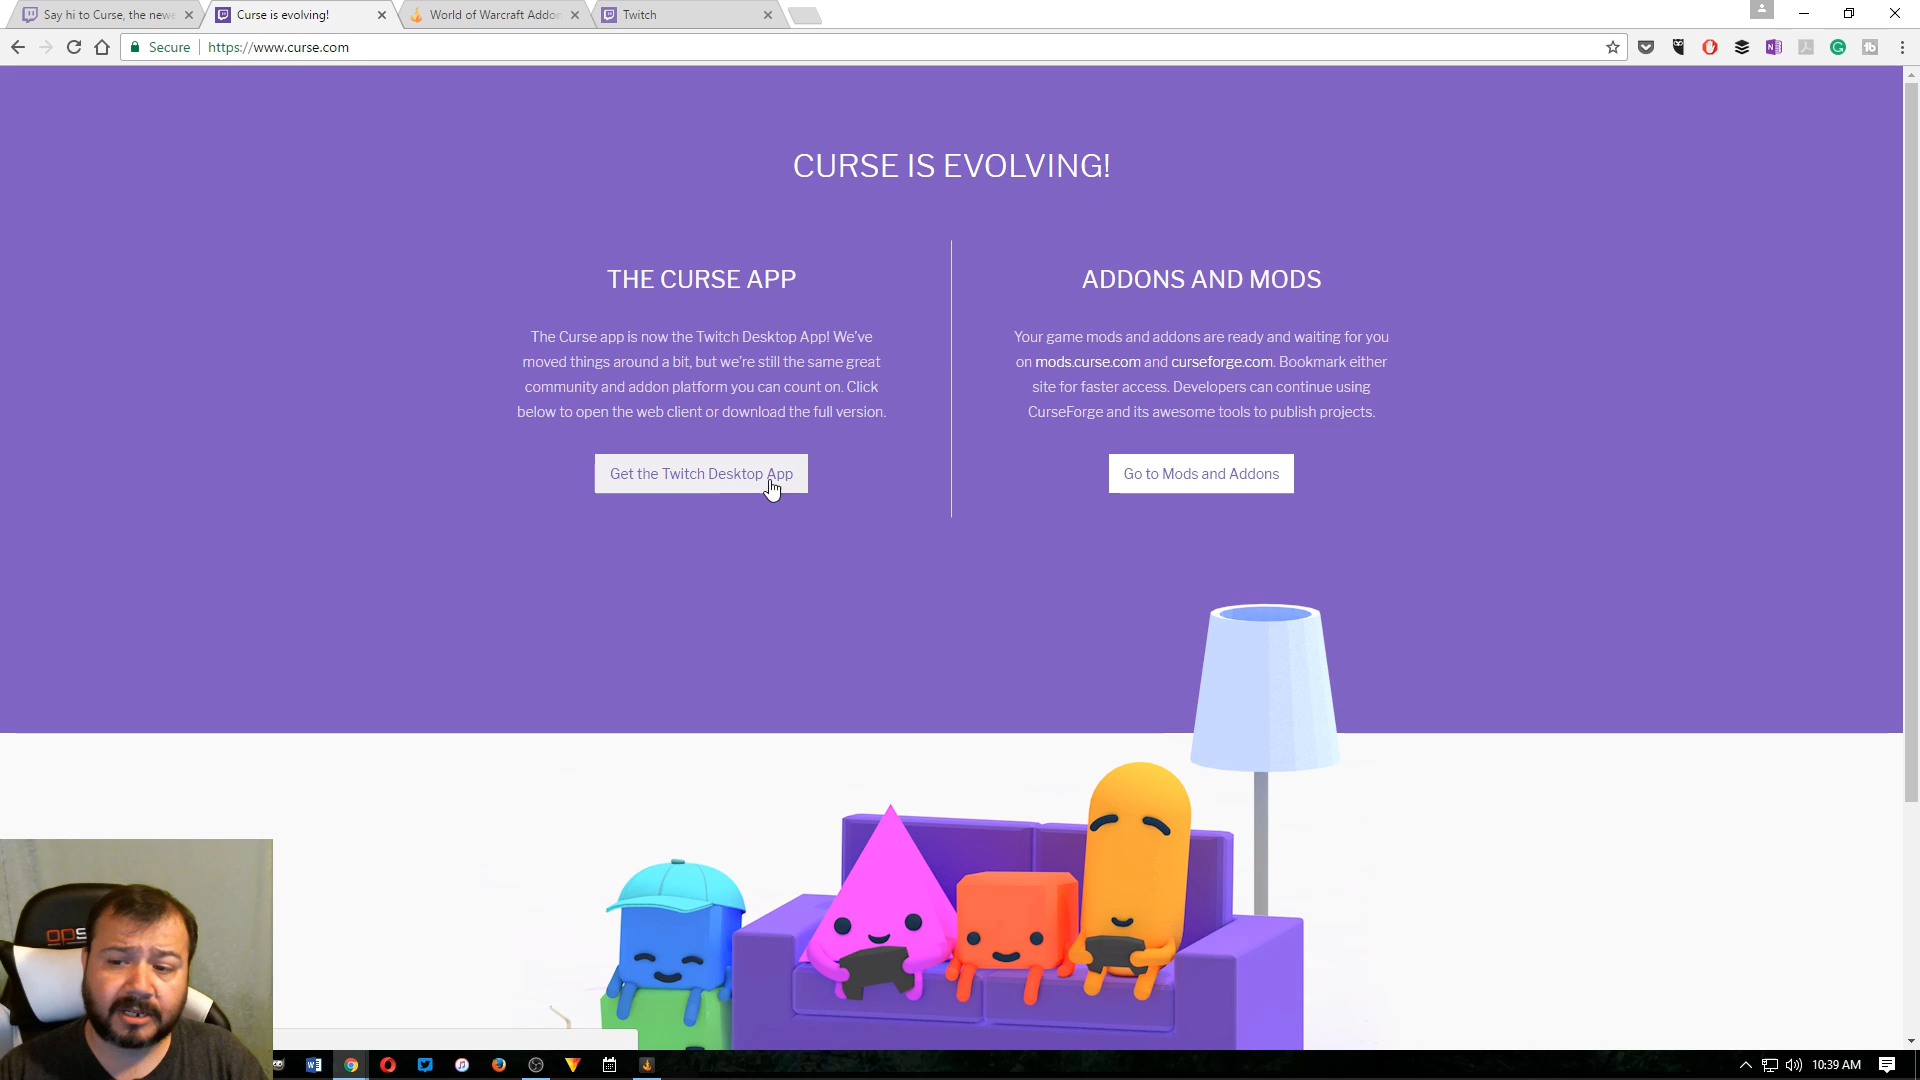 Say hi to Curse, the newe
Curse is evolving!
World of Warcraft Addon
Twitch
Secure
https://www.curse.com
CURSE IS EVOLVING!
THE CURSE APP
The Curse app is now the Twitch Desktop App! We've
moved things around a bit, but we're still the same great
community and addon platform you can count on. Click
below to open the web client or download the full version.
Get the Twitch Desktop App
ADDONS AND MODS
Your game mods and addons are ready and waiting for you
on mods.curse.com and curseforge.com. Bookmark either
site for faster access. Developers can continue using
CurseForge and its awesome tools to publish projects.
Go to Mods and Addons
10:39 AM